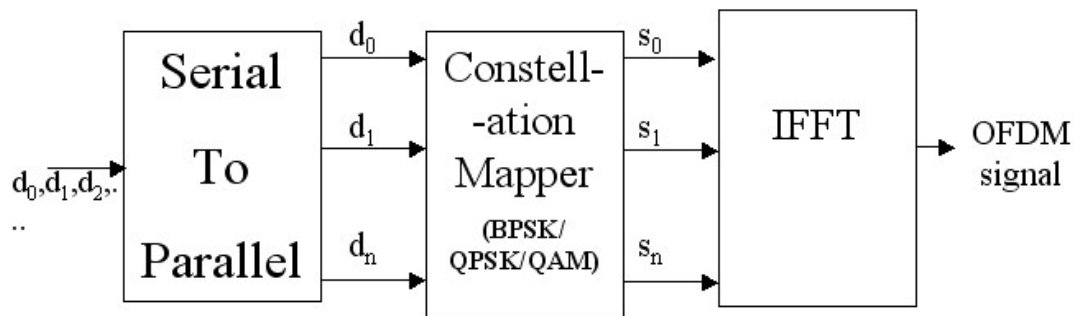 d₀,d₁,d₂,.
..
Serial
To
Parallel
d₀
d₁
dₙ
Constell-
-ation
Mapper
(BPSK/
QPSK/QAM)
s₀
s₁
sₙ
IFFT
OFDM
signal